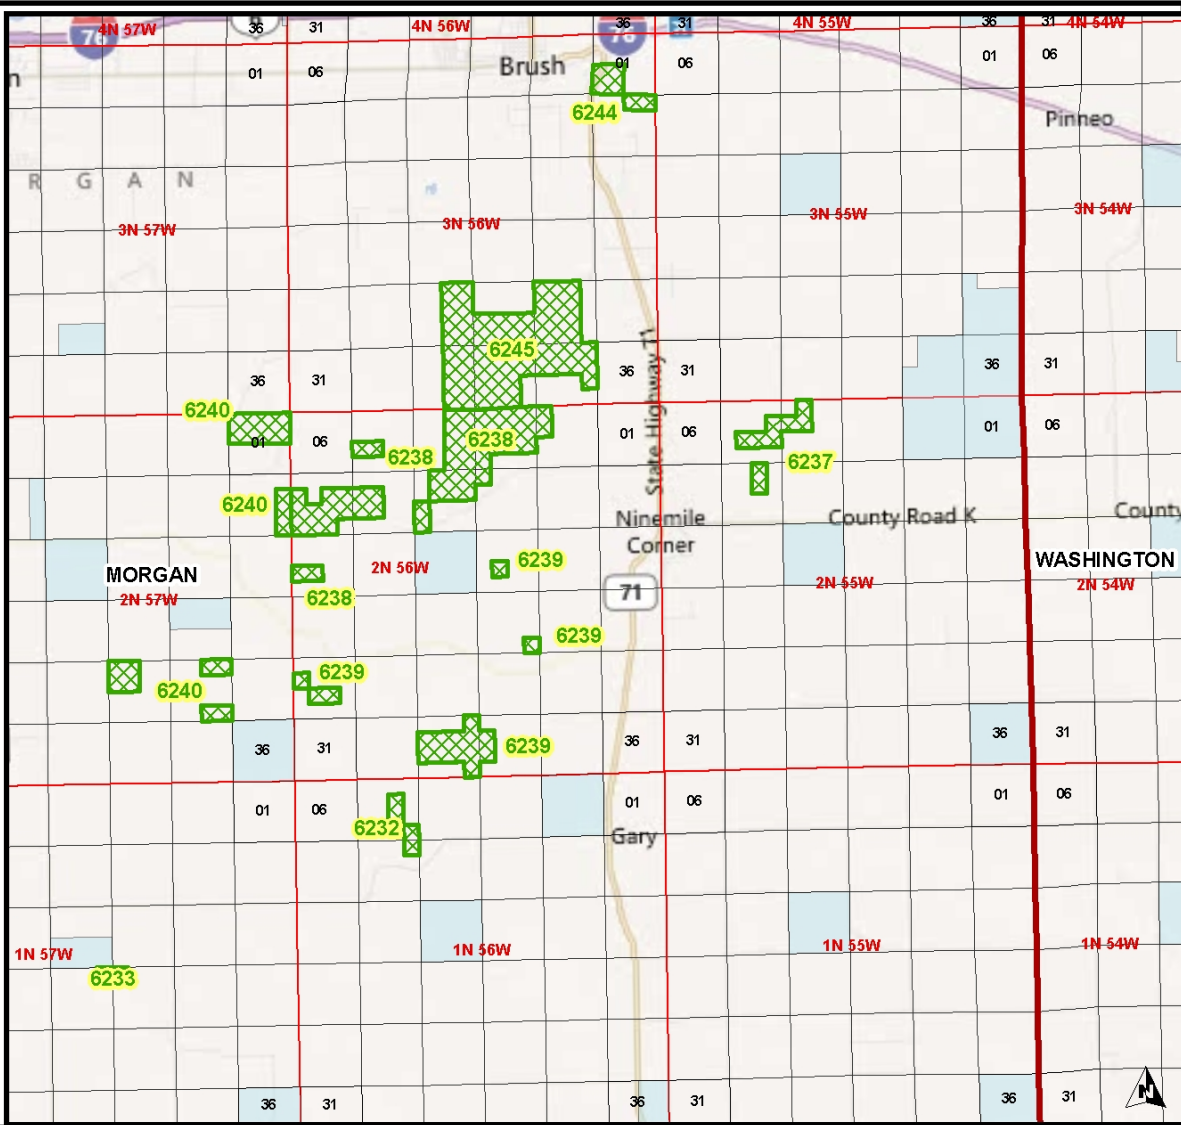 76
4N 57W
36
31
4N 56W
36
31
76
4N 55W
36
31
4N 54W
Brush
01
06
01
06
01
06
n
6244
Pinneo
R G A N
3N 57W
3N 56W
3N 55W
3N 54W
6245
State Highway 71
36
31
36
31
36
31
6240
01
06
6238
6238
01
06
01
06
6237
6240
Ninemile
Corner
County Road K
County
MORGAN
2N 57W
2N 56W
6239
71
2N 55W
WASHINGTON
2N 54W
6238
6239
6240
6239
36
31
6239
36
31
36
31
01
06
6232
01
06
01
06
Gary
1N 57W
1N 56W
1N 55W
1N 54W
6233
36
31
36
31
36
31
N